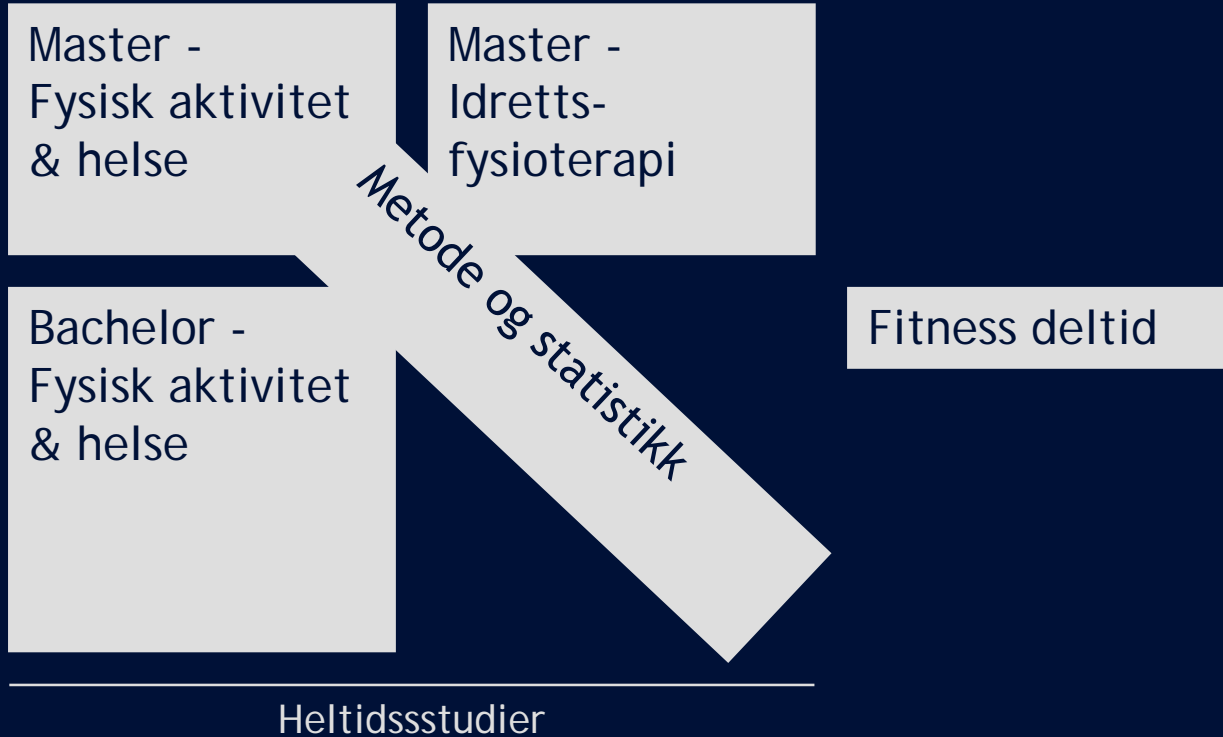 Master -
Fysisk aktivitet
& helse
Master -
Idretts-
fysioterapi
Metode og statistikk
Bachelor -
Fysisk aktivitet
& helse
Fitness deltid
Heltidssstudier